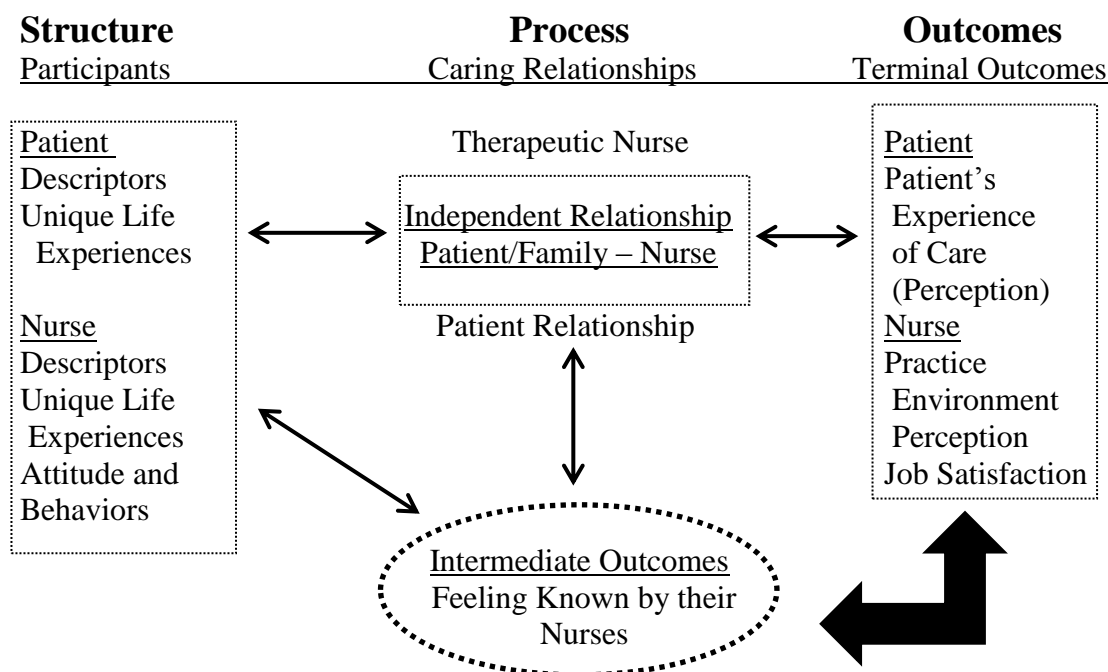 Structure
Participants
Process
Caring Relationships
Outcomes
Terminal Outcomes
Patient
Descriptors
Unique Life
Experiences
Nurse
Descriptors
Unique Life
Experiences
Attitude and
Behaviors
Therapeutic Nurse
Independent Relationship
Patient/Family – Nurse
Patient Relationship
Intermediate Outcomes
Feeling Known by their
Nurses
Patient
Patient’s
Experience
of Care
(Perception)
Nurse
Practice
Environment
Perception
Job Satisfaction